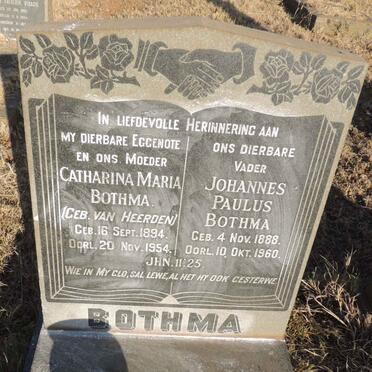 IN LIEFDEVOLLE HERINNERING AAN
MY DIERBARE EGGENOTE
EN ONS MOEDER
CATHARINA MARIA
BOTHMA
(GEB. VAN HEERDEN)
GEB. 16 SEPT. 1894.
OORL. 20 NOV. 1954.
ONS DIERBARE
VADER
JOHANNES
PAULUS
BOTHMA
GEB. 4 NOV. 1888.
OORL. 10 OKT. 1960.
JHN. 11:25
WIE IN MY GLO, SAL LEWE, AL HET HY OOK GESTERWE
BOTHMA